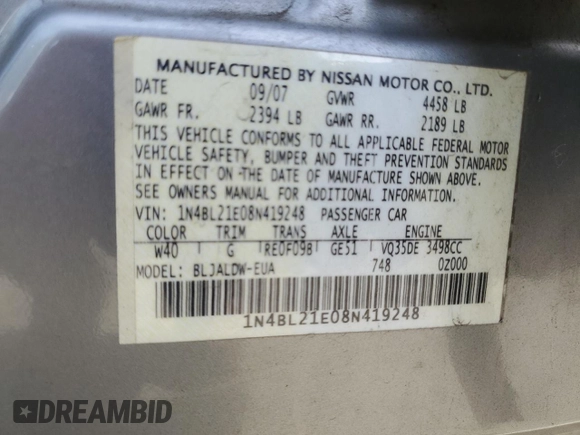 MANUFACTURED BY NISSAN MOTOR CO., LTD.
DATE 09/07 GVWR 4458 LB
GAWR FR. 2394 LB GAWR RR. 2189 LB
THIS VEHICLE CONFORMS TO ALL APPLICABLE FEDERAL MOTOR
VEHICLE SAFETY, BUMPER AND THEFT PREVENTION STANDARDS
IN EFFECT ON THE DATE OF MANUFACTURE SHOWN ABOVE.
SEE OWNERS MANUAL FOR ADDITIONAL INFORMATION.
VIN: 1N4BL21E08N419248 PASSENGER CAR
COLOR TRIM TRANS AXLE ENGINE
W40 G RE0F09B GE51 VQ35DE 3498CC
MODEL: BLJALDW-EUA 748 0Z000
1N4BL21E08N419248
DREAMBID